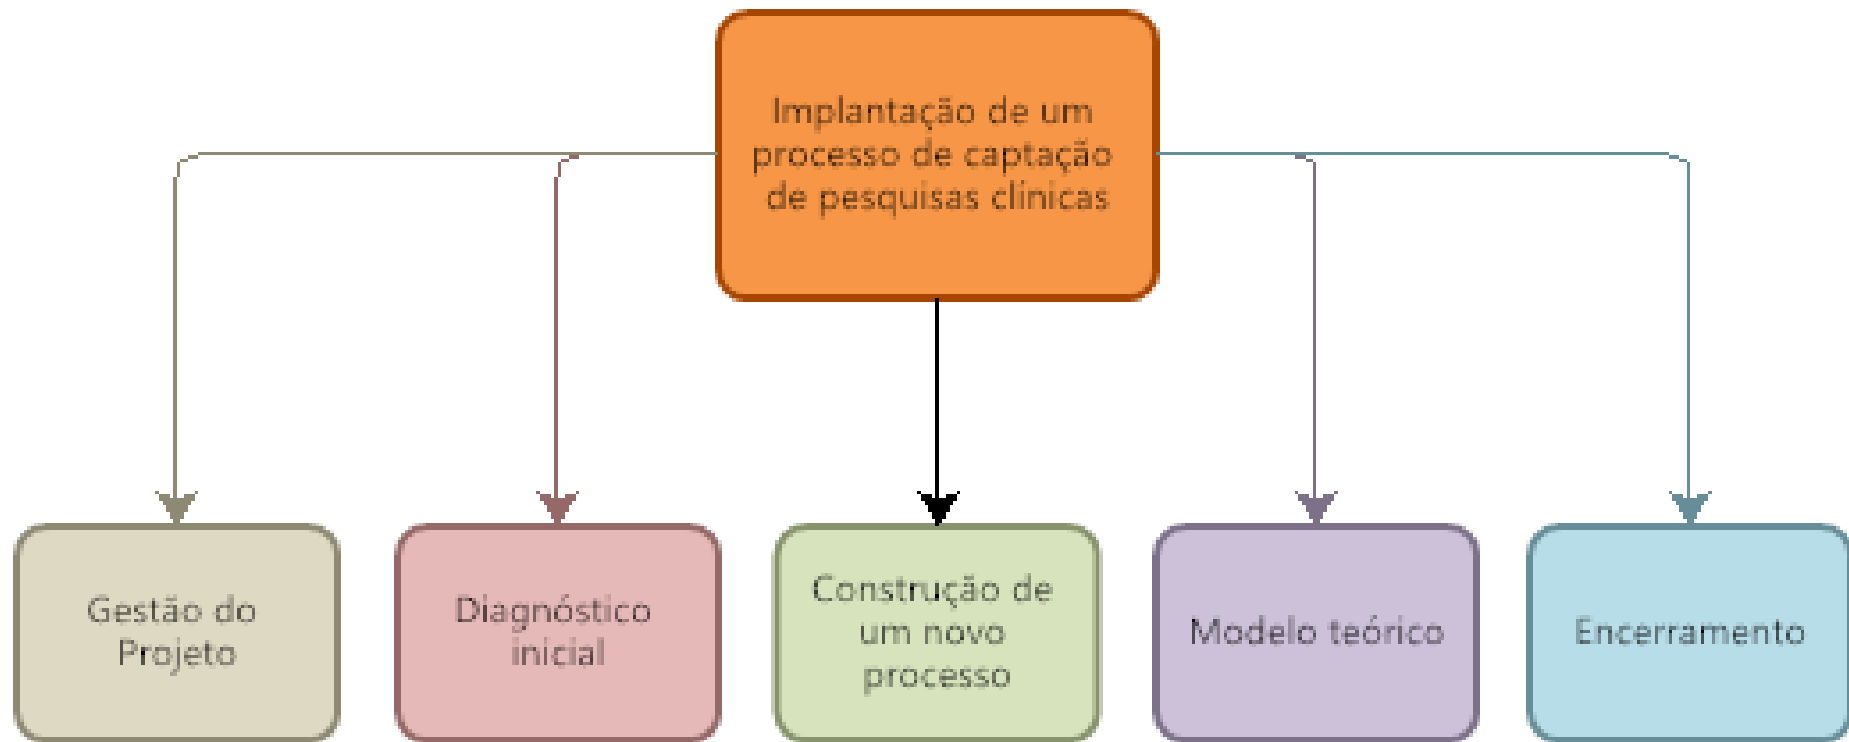 Implantação de um
processo de captação
de pesquisas clínicas
Gestão do
Projeto
Diagnóstico
inicial
Construção de
um novo
processo
Modelo teórico
Encerramento